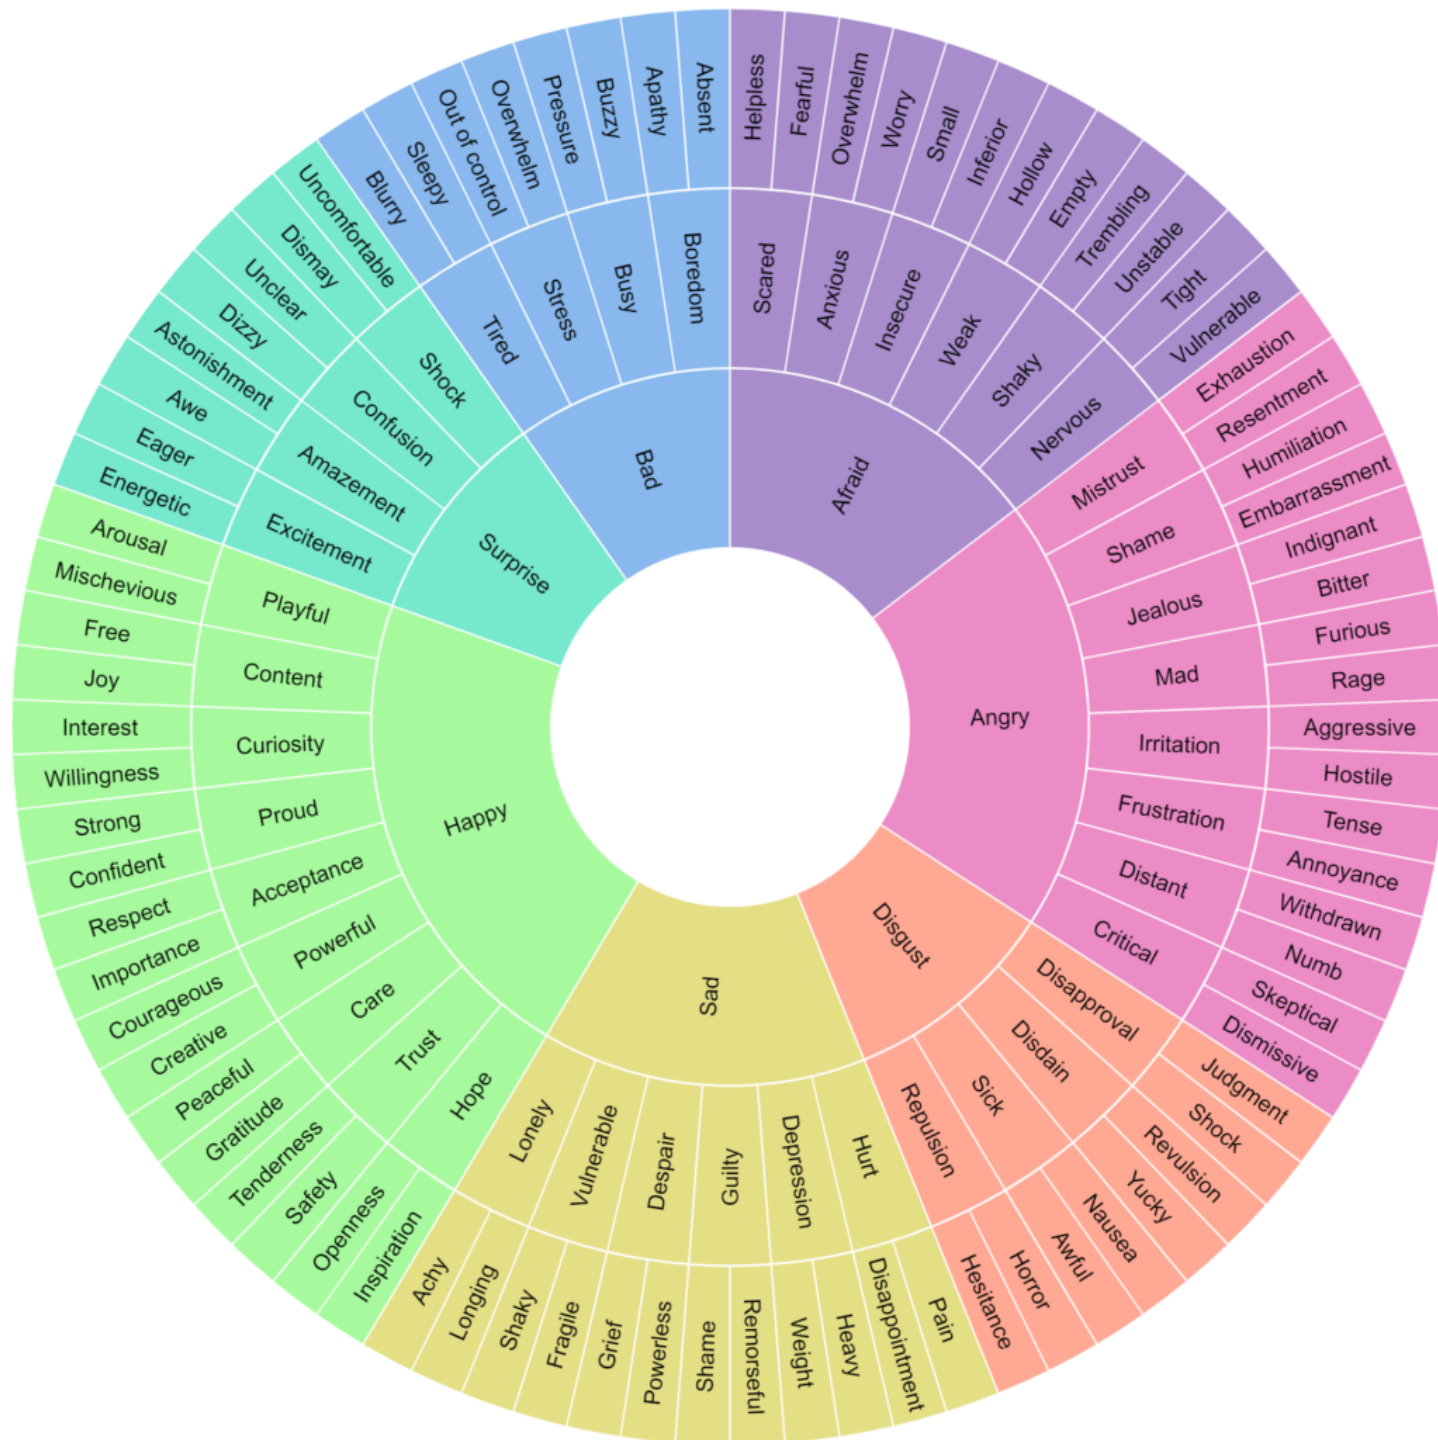 Afraid
Scared
Helpless
Fearful
Anxious
Overwhelm
Worry
Insecure
Small
Inferior
Weak
Hollow
Empty
Shaky
Trembling
Unstable
Nervous
Tight
Vulnerable
Angry
Mistrust
Exhaustion
Resentment
Shame
Humiliation
Embarrassment
Jealous
Indignant
Bitter
Mad
Furious
Rage
Irritation
Aggressive
Hostile
Frustration
Tense
Annoyance
Distant
Withdrawn
Numb
Critical
Skeptical
Dismissive
Disgust
Disapproval
Judgment
Shock
Disdain
Revulsion
Yucky
Sick
Nausea
Awful
Repulsion
Horror
Hesitance
Sad
Hurt
Pain
Disappointment
Depression
Heavy
Weight
Guilty
Remorseful
Shame
Despair
Powerless
Grief
Vulnerable
Fragile
Shaky
Lonely
Longing
Achy
Happy
Hope
Inspiration
Openness
Trust
Safety
Tenderness
Care
Gratitude
Peaceful
Powerful
Creative
Courageous
Acceptance
Importance
Respect
Proud
Confident
Strong
Curiosity
Willingness
Interest
Content
Joy
Free
Playful
Mischevious
Arousal
Surprise
Excitement
Energetic
Eager
Amazement
Awe
Astonishment
Confusion
Dizzy
Unclear
Shock
Dismay
Uncomfortable
Bad
Tired
Blurry
Sleepy
Stress
Out of control
Overwhelm
Busy
Pressure
Buzzy
Boredom
Apathy
Absent